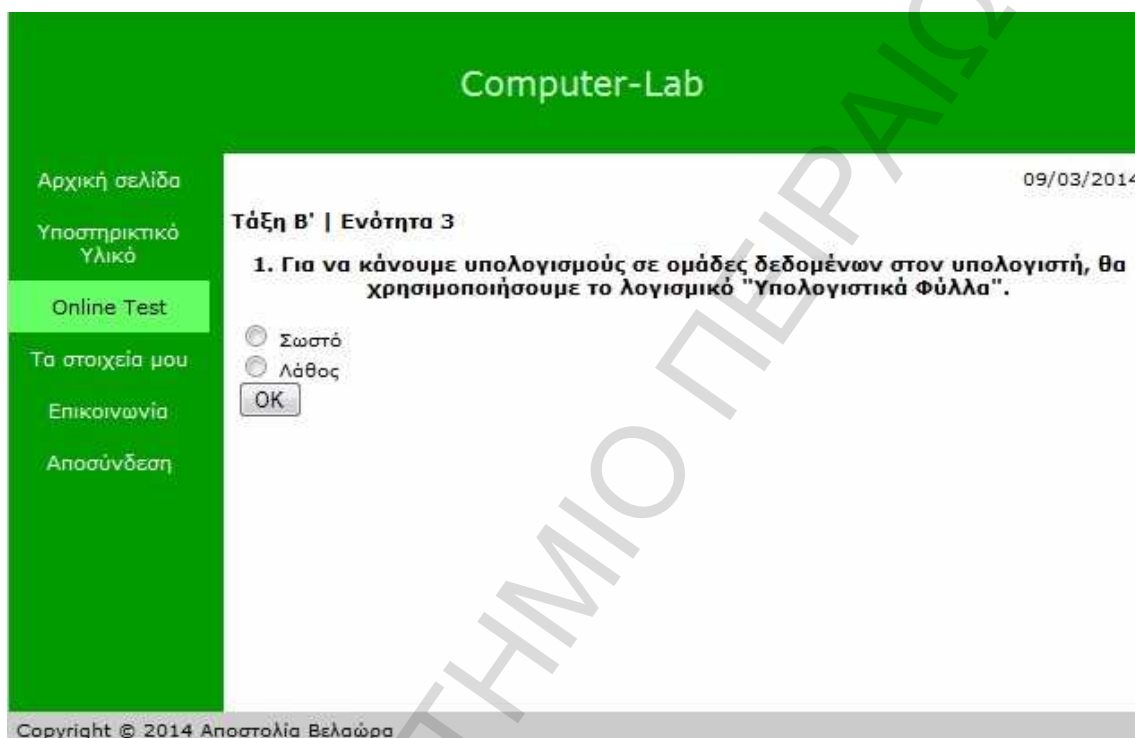 Computer-Lab
Αρχική σελίδα
Υποστηρικτικό
Υλικό
Online Test
Τα στοιχεία μου
Επικοινωνία
Αποσύνδεση
09/03/2014
Τάξη Β' | Ενότητα 3
1. Για να κάνουμε υπολογισμούς σε ομάδες δεδομένων στον υπολογιστή, θα
χρησιμοποιήσουμε το λογισμικό "Υπολογιστικά Φύλλα".
Σωστό
Λάθος
OK
Copyright © 2014 Αποστολία Βελαώρα
ΤΗΜΙΟ ΠΕΙΡΑΙΩ